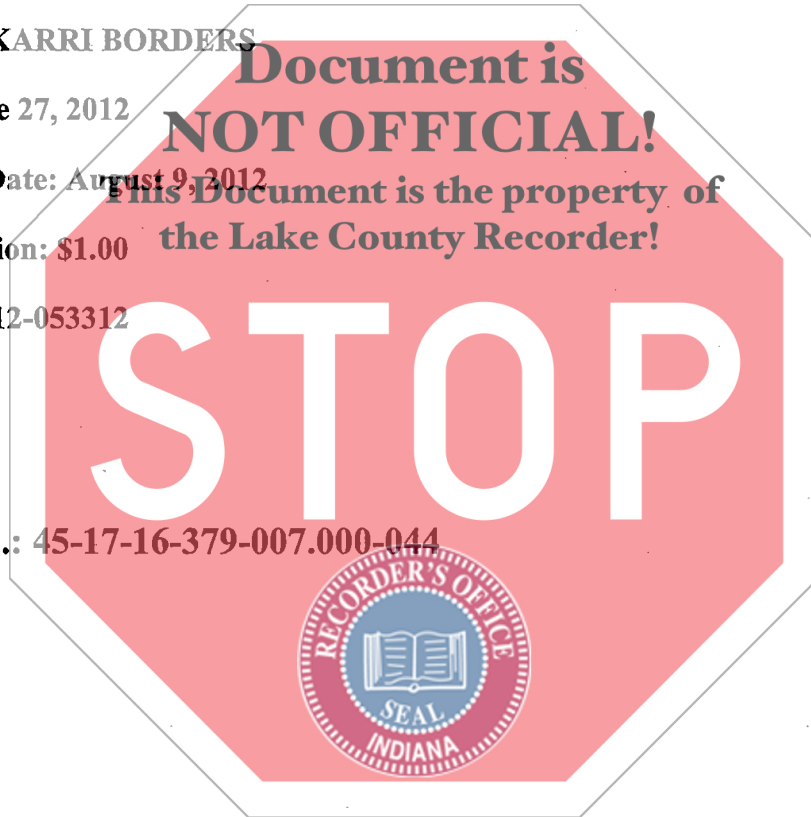 KARRI BORDERS
Document is
e 27, 2012
NOT OFFICIAL!
Date: August 9, 2012
This Document is the property of
the Lake County Recorder!
ion: $1.00
12-053312
STOP
.: 45-17-16-379-007.000-044
RECORDER'S OFFICE
SEAL
INDIANA